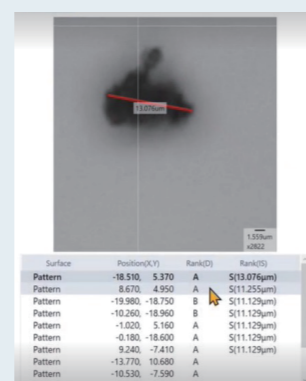 13.076μm
1.559um
x2922
Surface Position(X,Y) Rank(D) Rank(IS)
Pattern -18.510, 5.370 A S(13.076μm)
Pattern 8.670, 4.950 A S(11.255μm)
Pattern -19.980, -18.750 B S(11.129μm)
Pattern -10.260, -18.960 B S(11.129μm)
Pattern -1.020, 5.160 A S(11.129μm)
Pattern -0.180, -18.600 A S(11.129μm)
Pattern 9.240, -7.410 A S(11.129μm)
Pattern -13.770, 10.680 A
Pattern -10.530, -7.590 A